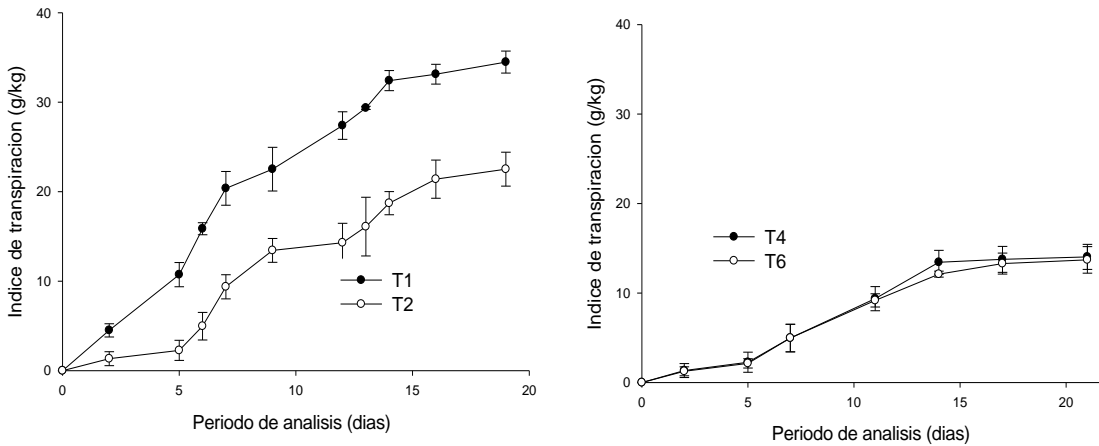 Indice de transpiracion (g/kg)
40
30
20
10
0
T1
T2
0 5 10 15 20
Periodo de analisis (dias)
Indice de transpiracion (g/kg)
40
30
20
10
0
T4
T6
0 5 10 15 20
Periodo de analisis (dias)